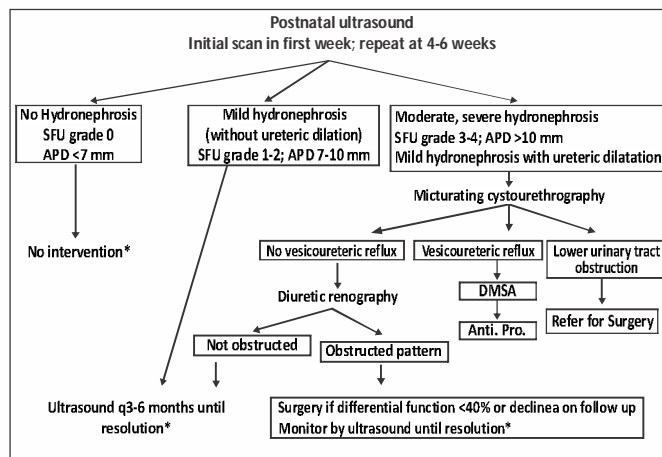 Postnatal ultrasound
Initial scan in first week; repeat at 4-6 weeks
No Hydronephrosis
SFU grade 0
APD <7 mm
Mild hydronephrosis
(without ureteric dilation)
SFU grade 1-2; APD 7-10 mm
Moderate, severe hydronephrosis
SFU grade 3-4; APD >10 mm
Mild hydronephrosis with ureteric dilatation
Micturating cystourethrography
No intervention*
No vesicoureteric reflux
Vesicoureteric reflux
Lower urinary tract
obstruction
Diuretic renography
DMSA
Anti. Pro.
Refer for Surgery
Not obstructed
Obstructed pattern
Ultrasound q3-6 months until
resolution*
Surgery if differential function <40% or declinea on follow up
Monitor by ultrasound until resolution*